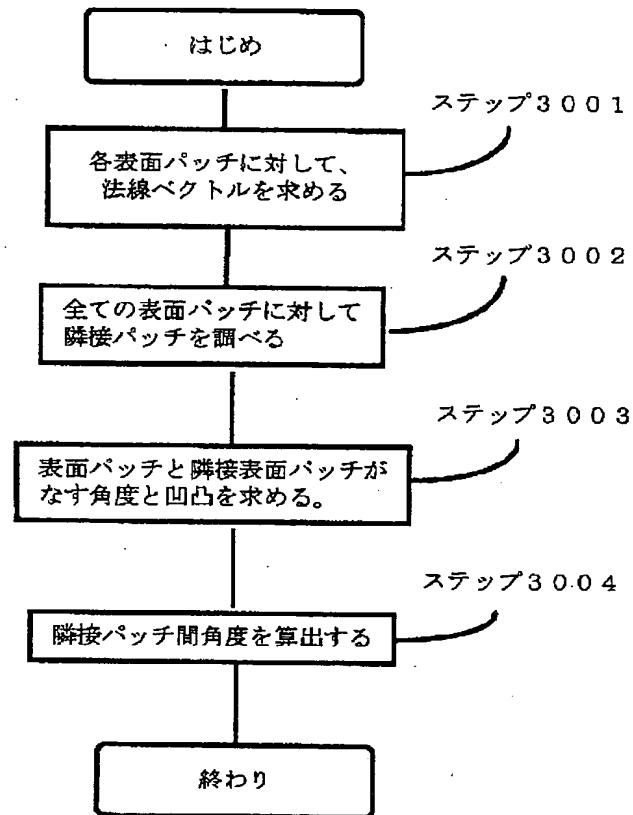 はじめ
ステップ3001
各表面パッチに対して、
法線ベクトルを求める
ステップ3002
全ての表面パッチに対して
隣接パッチを調べる
ステップ3003
表面パッチと隣接表面パッチが
なす角度と凹凸を求める。
ステップ3004
隣接パッチ間角度を算出する
終わり